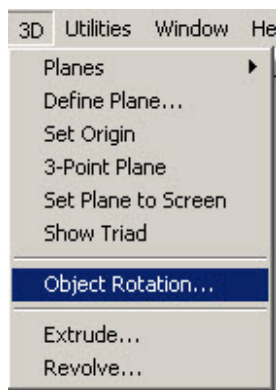 3D Utilities Window He
Planes
Define Plane...
Set Origin
3-Point Plane
Set Plane to Screen
Show Triad
Object Rotation...
Extrude...
Revolve...